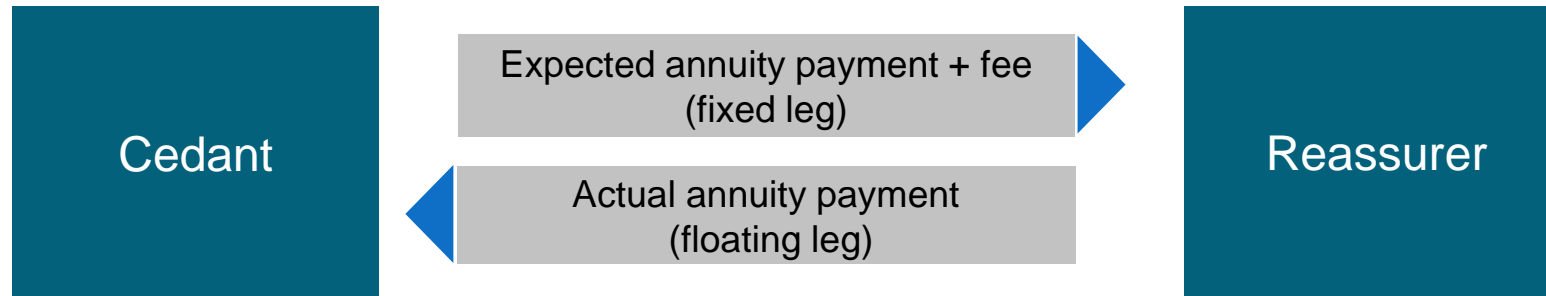 Cedant
Expected annuity payment + fee
(fixed leg)
Actual annuity payment
(floating leg)
Reassurer